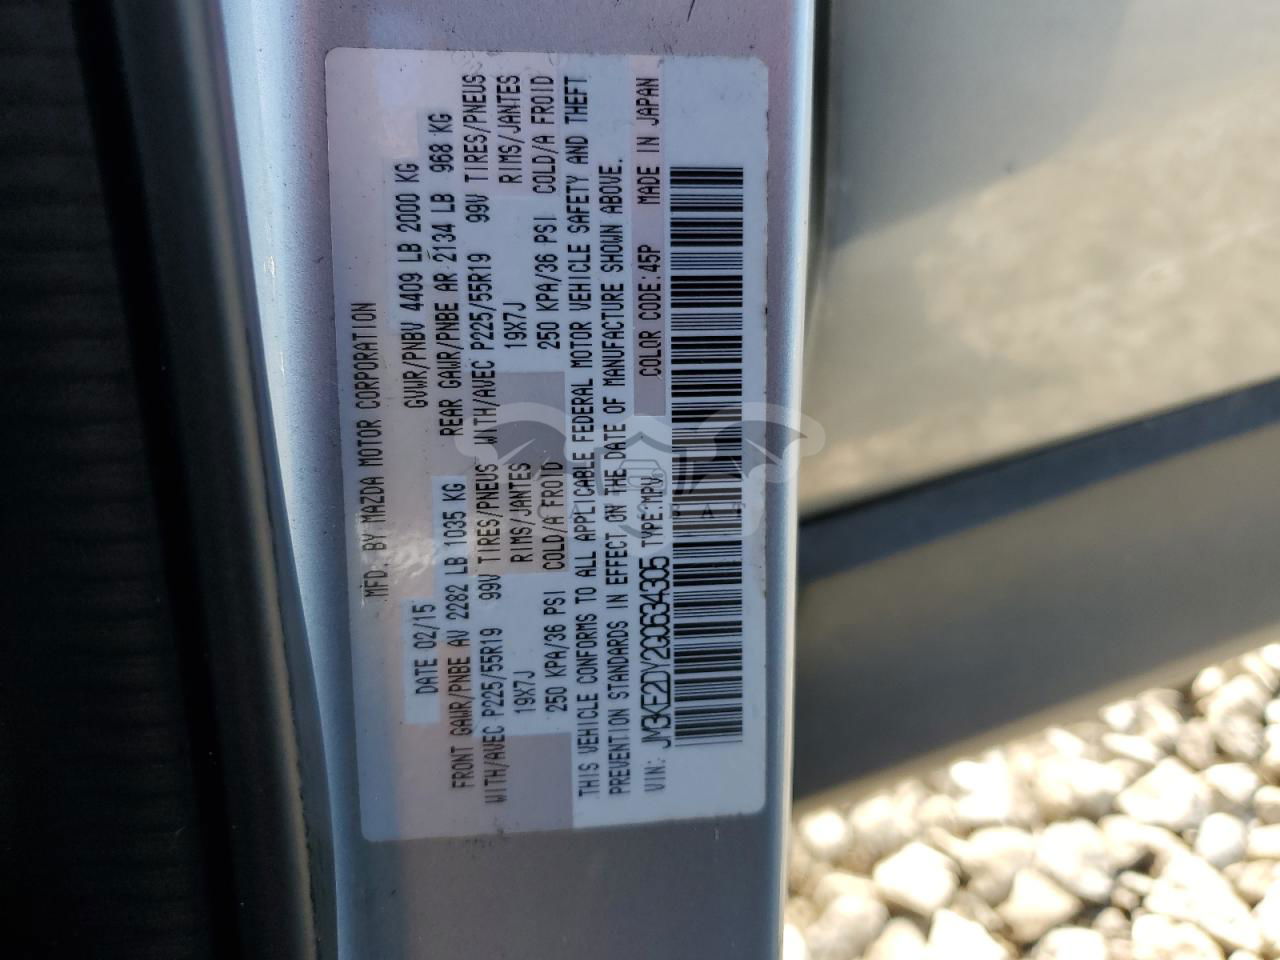 MFD. BY MAZDA MOTOR CORPORATION
DATE 02/15 GVWR/PNBV 4409 LB 2000 KG
FRONT GAWR/PNBE AV 2282 LB 1035 KG REAR GAWR/PNBE AR 2134 LB 968 KG
WITH/AVEC P225/55R19 99V TIRES/PNEUS WITH/AVEC P225/55R19 99V TIRES/PNEUS
19X7J RIMS/JANTES 19X7J RIMS/JANTES
250 KPA/36 PSI COLD/A FROID 250 KPA/36 PSI COLD/A FROID
THIS VEHICLE CONFORMS TO ALL APPLICABLE FEDERAL MOTOR VEHICLE SAFETY AND THEFT
PREVENTION STANDARDS IN EFFECT ON THE DATE OF MANUFACTURE SHOWN ABOVE.
VIN: JM3KE2DY2G0634305 TYPE:MPV COLOR CODE:45P MADE IN JAPAN